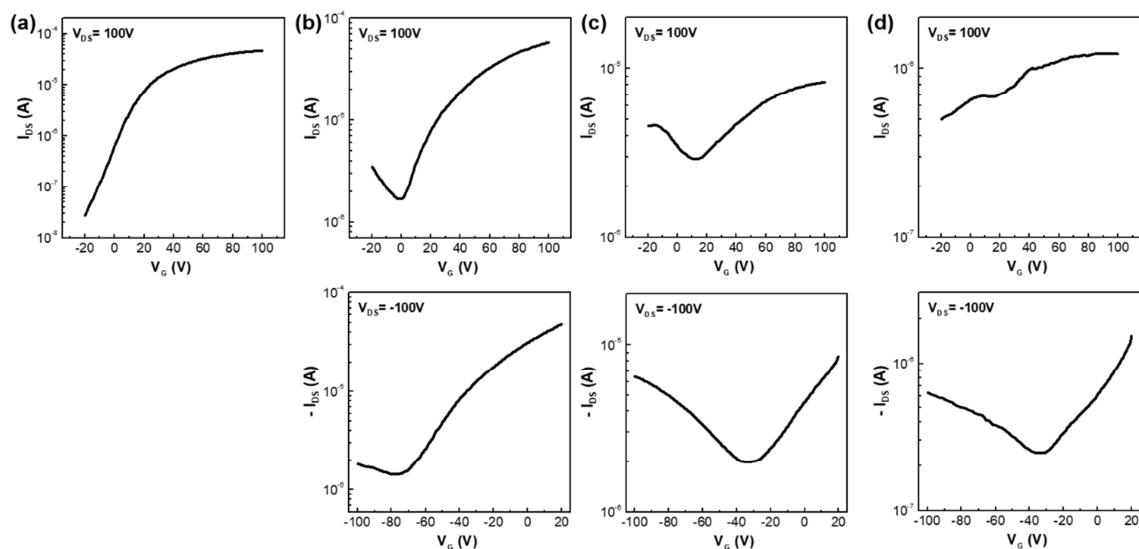 (a) (b) (c) (d)
V_DS= 100V V_DS= 100V V_DS= 100V V_DS= 100V
10^-4 10^-4 10^-5 10^-6
10^-5 10^-5
10^-6
10^-7
10^-8 10^-6 10^-6 10^-7
I_DS (A) I_DS (A) I_DS (A) I_DS (A)
-20 0 20 40 60 80 100 -20 0 20 40 60 80 100 -20 0 20 40 60 80 100 -20 0 20 40 60 80 100
V_G (V) V_G (V) V_G (V) V_G (V)
V_DS= -100V V_DS= -100V V_DS= -100V
10^-4 10^-5 10^-6
10^-5
10^-6 10^-6 10^-7
- I_DS (A) - I_DS (A) - I_DS (A)
-100 -80 -60 -40 -20 0 20 -100 -80 -60 -40 -20 0 20 -100 -80 -60 -40 -20 0 20
V_G (V) V_G (V) V_G (V)